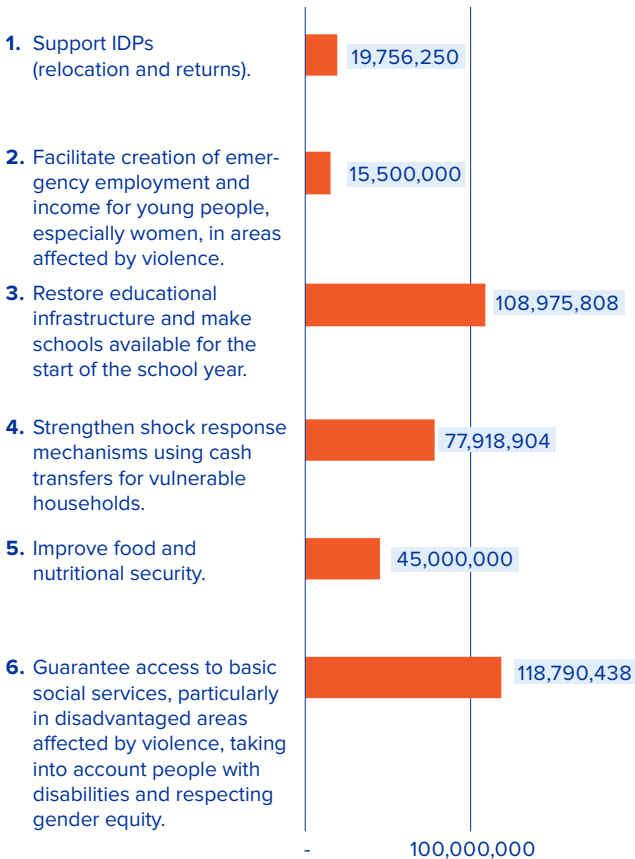 1. Support IDPs
(relocation and returns).
19,756,250
2. Facilitate creation of emer-
gency employment and
income for young people,
especially women, in areas
affected by violence.
15,500,000
3. Restore educational
infrastructure and make
schools available for the
start of the school year.
108,975,808
4. Strengthen shock response
mechanisms using cash
transfers for vulnerable
households.
77,918,904
5. Improve food and
nutritional security.
45,000,000
6. Guarantee access to basic
social services, particularly
in disadvantaged areas
affected by violence, taking
into account people with
disabilities and respecting
gender equity.
118,790,438
- 100,000,000